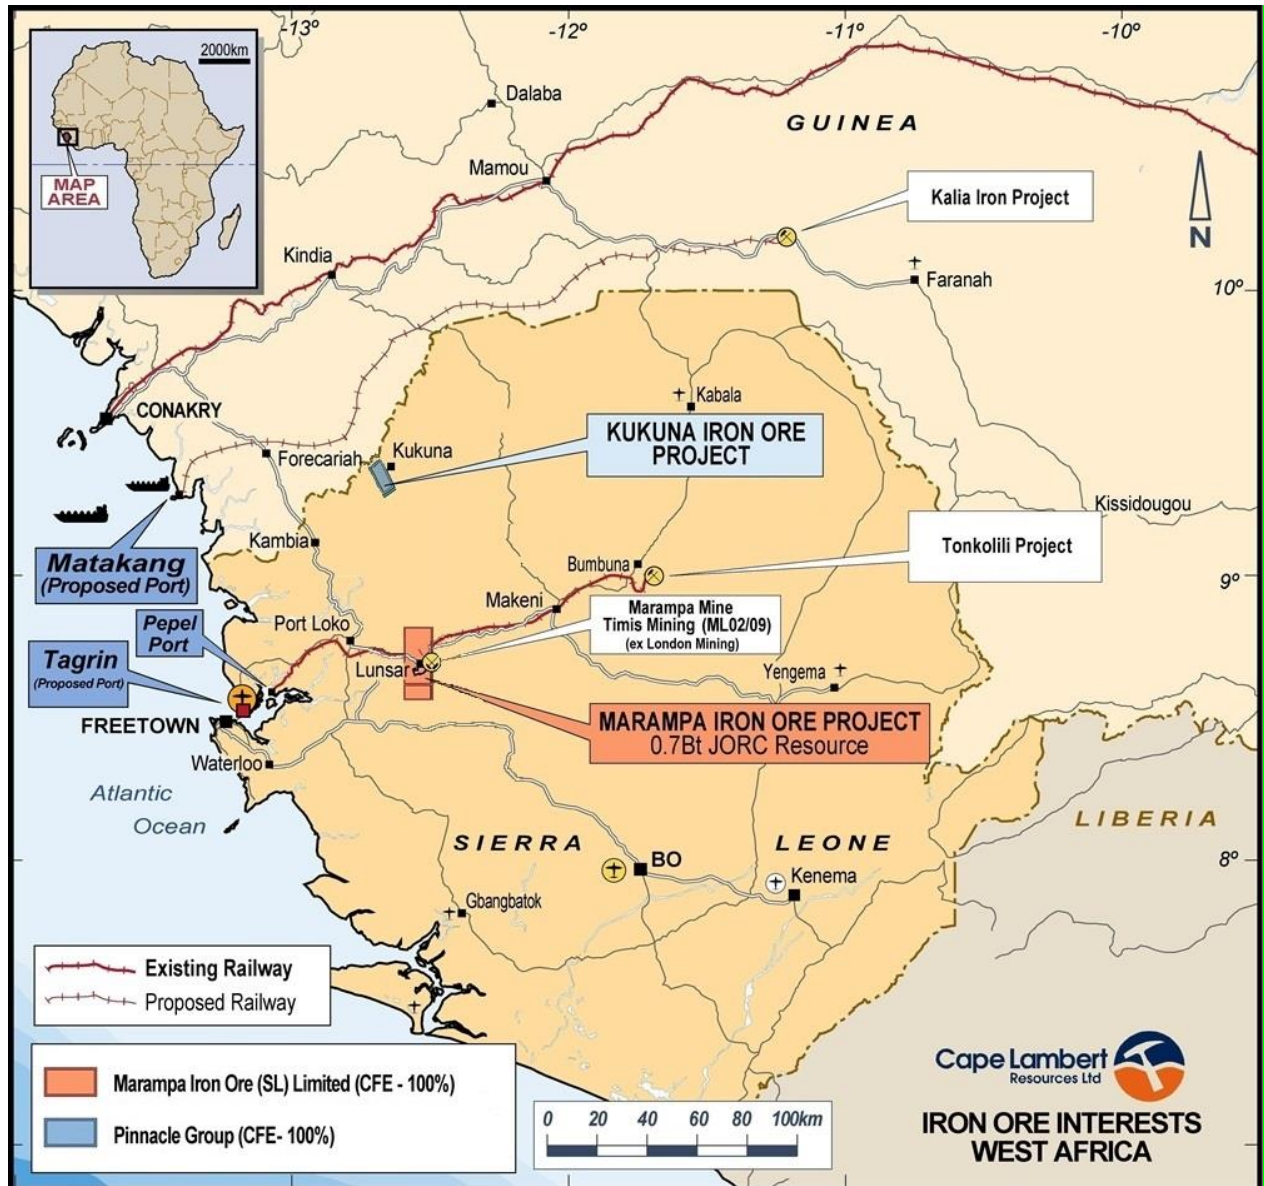 -13º
-12º
-11º
-10º
2000km
MAP
AREA
Dalaba
GUINEA
Mamou
Kalia Iron Project
N
Kindia
Faranah
10º
Kabala
CONAKRY
KUKUNA IRON ORE
PROJECT
Kukuna
Forecariah
Kissidougou
Kambia
Tonkolili Project
Matakang
(Proposed Port)
Bumbuna
9º
Makeni
Marampa Mine
Timis Mining (ML02/09)
(ex London Mining)
Pepel
Port
Port Loko
Tagrin
(Proposed Port)
Lunsar
Yengema
FREETOWN
MARAMPA IRON ORE PROJECT
0.7Bt JORC Resource
Waterloo
Atlantic
Ocean
LIBERIA
SIERRA LEONE
BO
8º
Kenema
Gbangbatok
Existing Railway
Proposed Railway
Marampa Iron Ore (SL) Limited (CFE - 100%)
Pinnacle Group (CFE- 100%)
0 20 40 60 80 100km
Cape Lambert
Resources Ltd
IRON ORE INTERESTS
WEST AFRICA